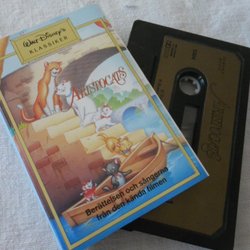 Walt Disney's
KLASSIKER
ARISTOCATS
Berättelsen och sångerna
från den kända filmen